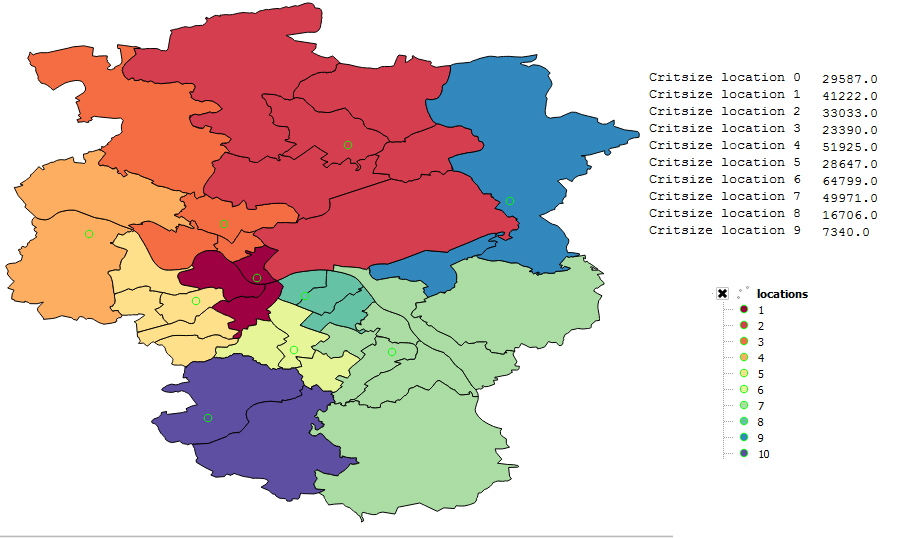 Critsize location 0 29587.0
Critsize location 1 41222.0
Critsize location 2 33033.0
Critsize location 3 23390.0
Critsize location 4 51925.0
Critsize location 5 28647.0
Critsize location 6 64799.0
Critsize location 7 49971.0
Critsize location 8 16706.0
Critsize location 9 7340.0
locations
1
2
3
4
5
6
7
8
9
10